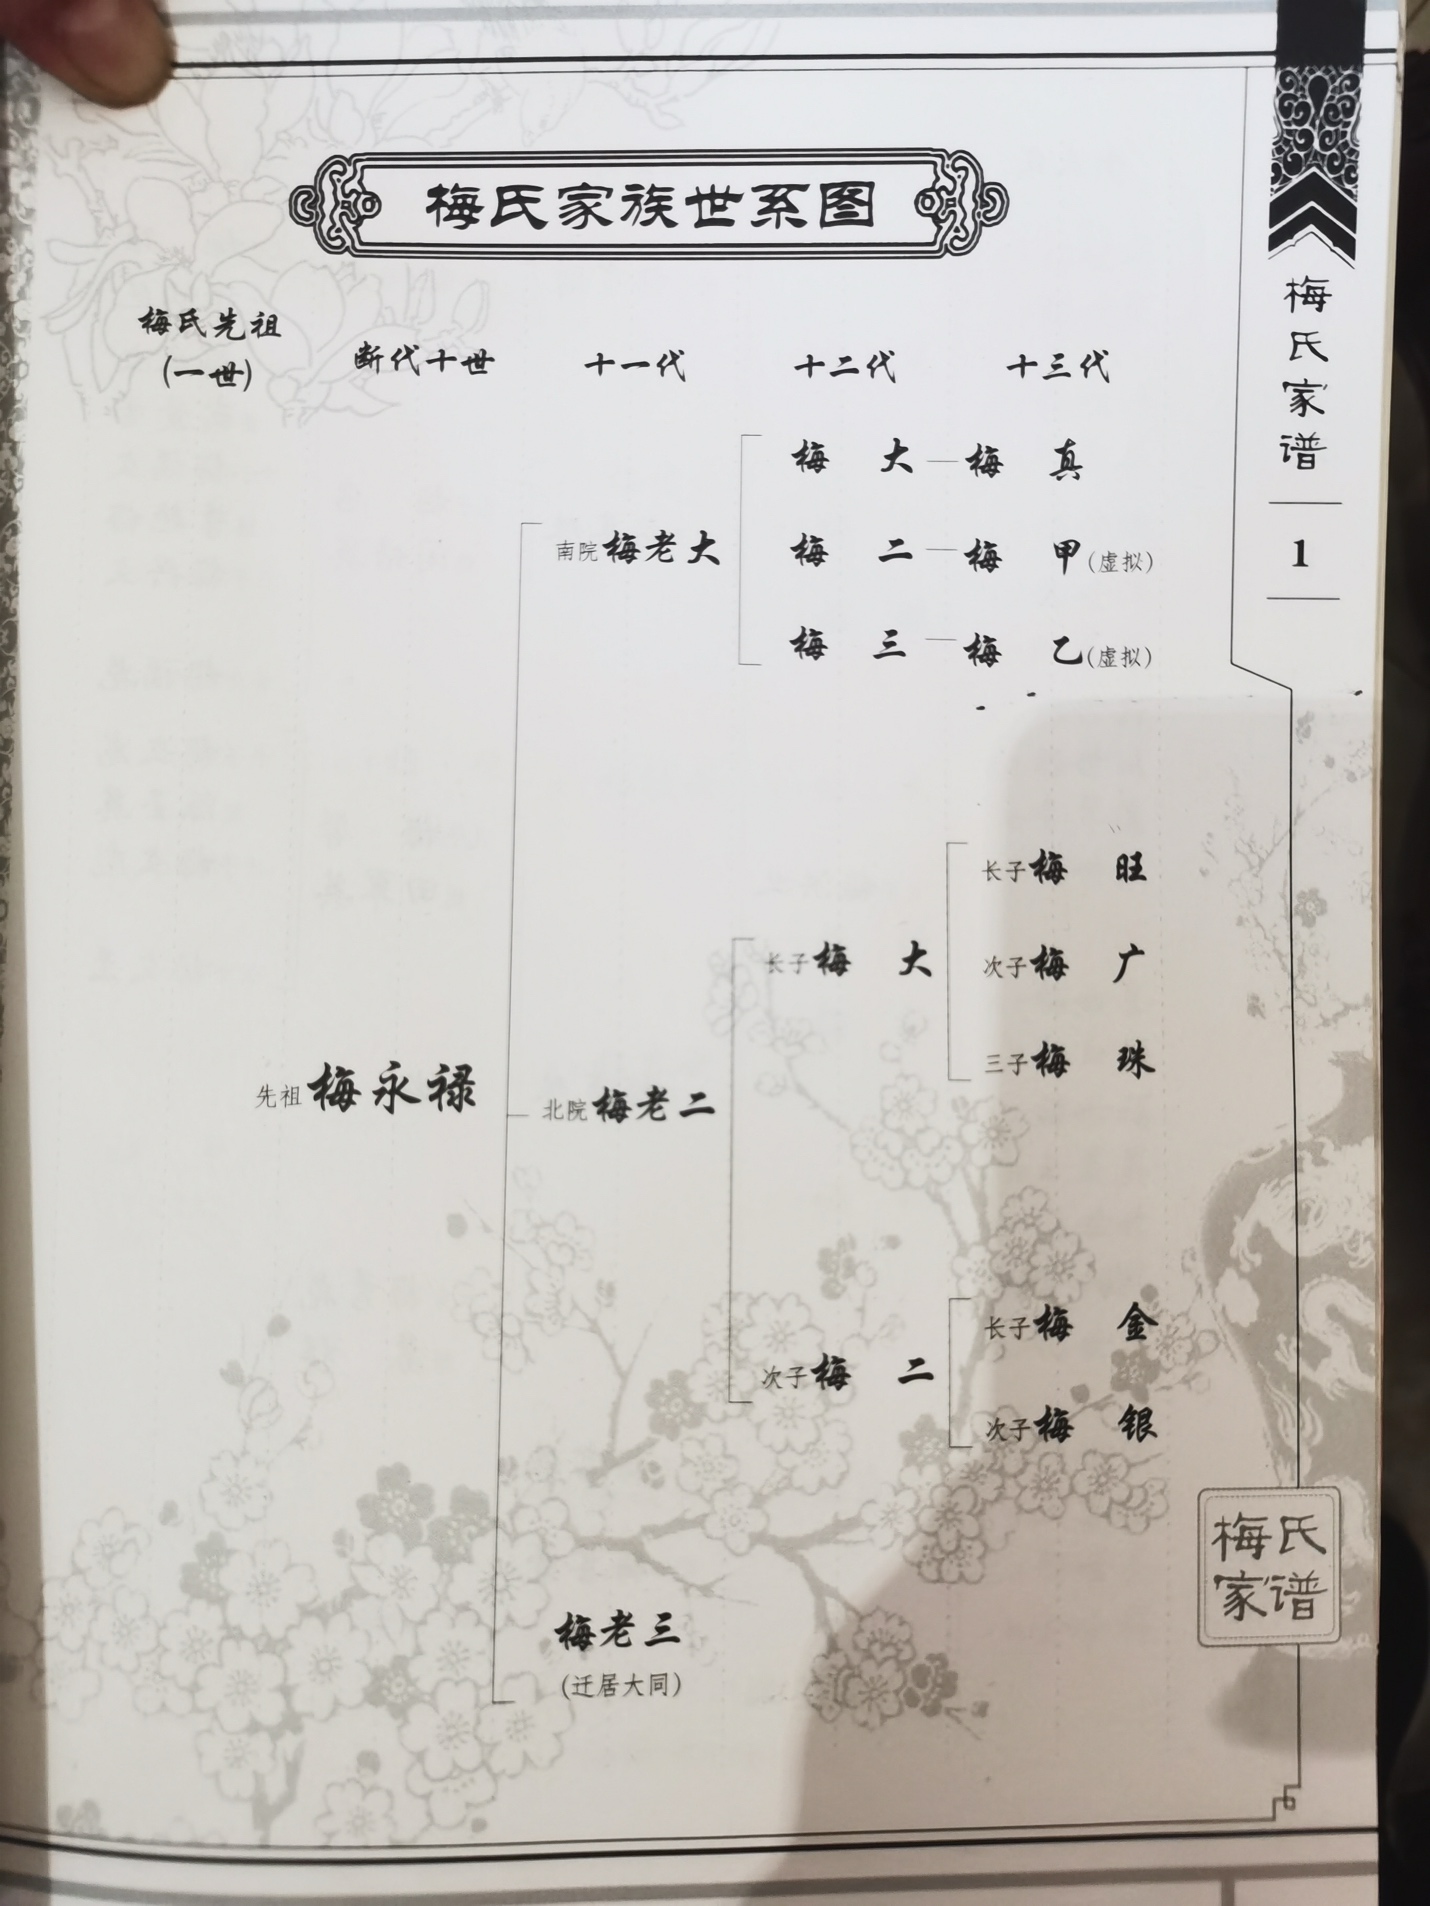 梅氏家族世系图
梅氏先祖
(一世)
断代十世
十一代
十二代
十三代
梅 大 — 梅 真
南院梅老大
梅 二 — 梅 甲(虚拟)
梅 三 — 梅 乙(虚拟)
长子梅 旺
长子梅 大
次子梅 广
三子梅 珠
先祖梅永禄
北院梅老二
长子梅 金
次子梅 二
次子梅 银
梅老三
(迁居大同)
梅氏家谱
1
梅氏
家谱